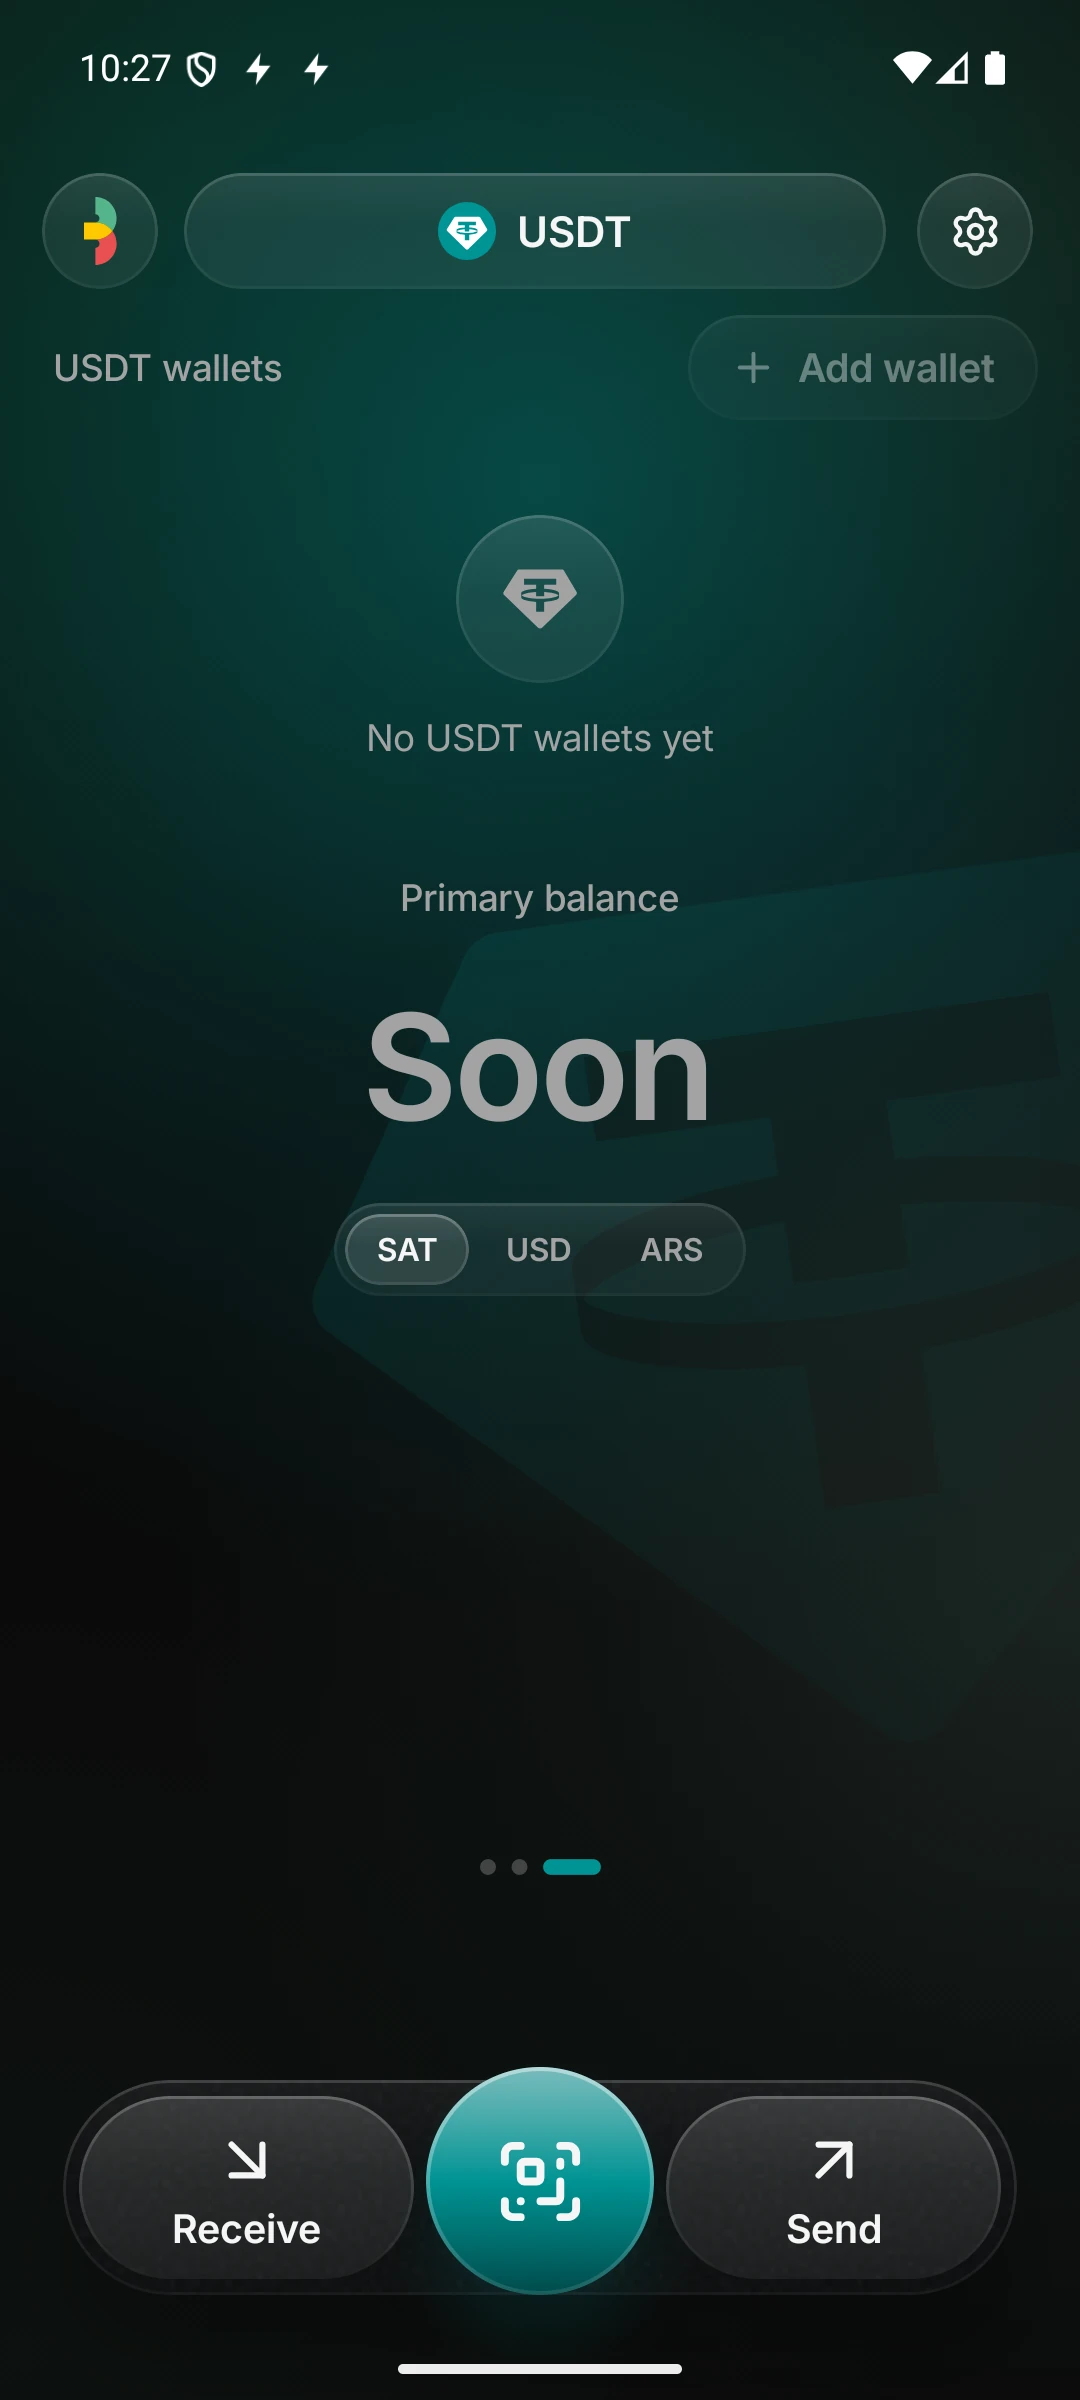 10:27
USDT
USDT wallets
Add wallet
No USDT wallets yet
Primary balance
Soon
SAT USD ARS
Receive
Send